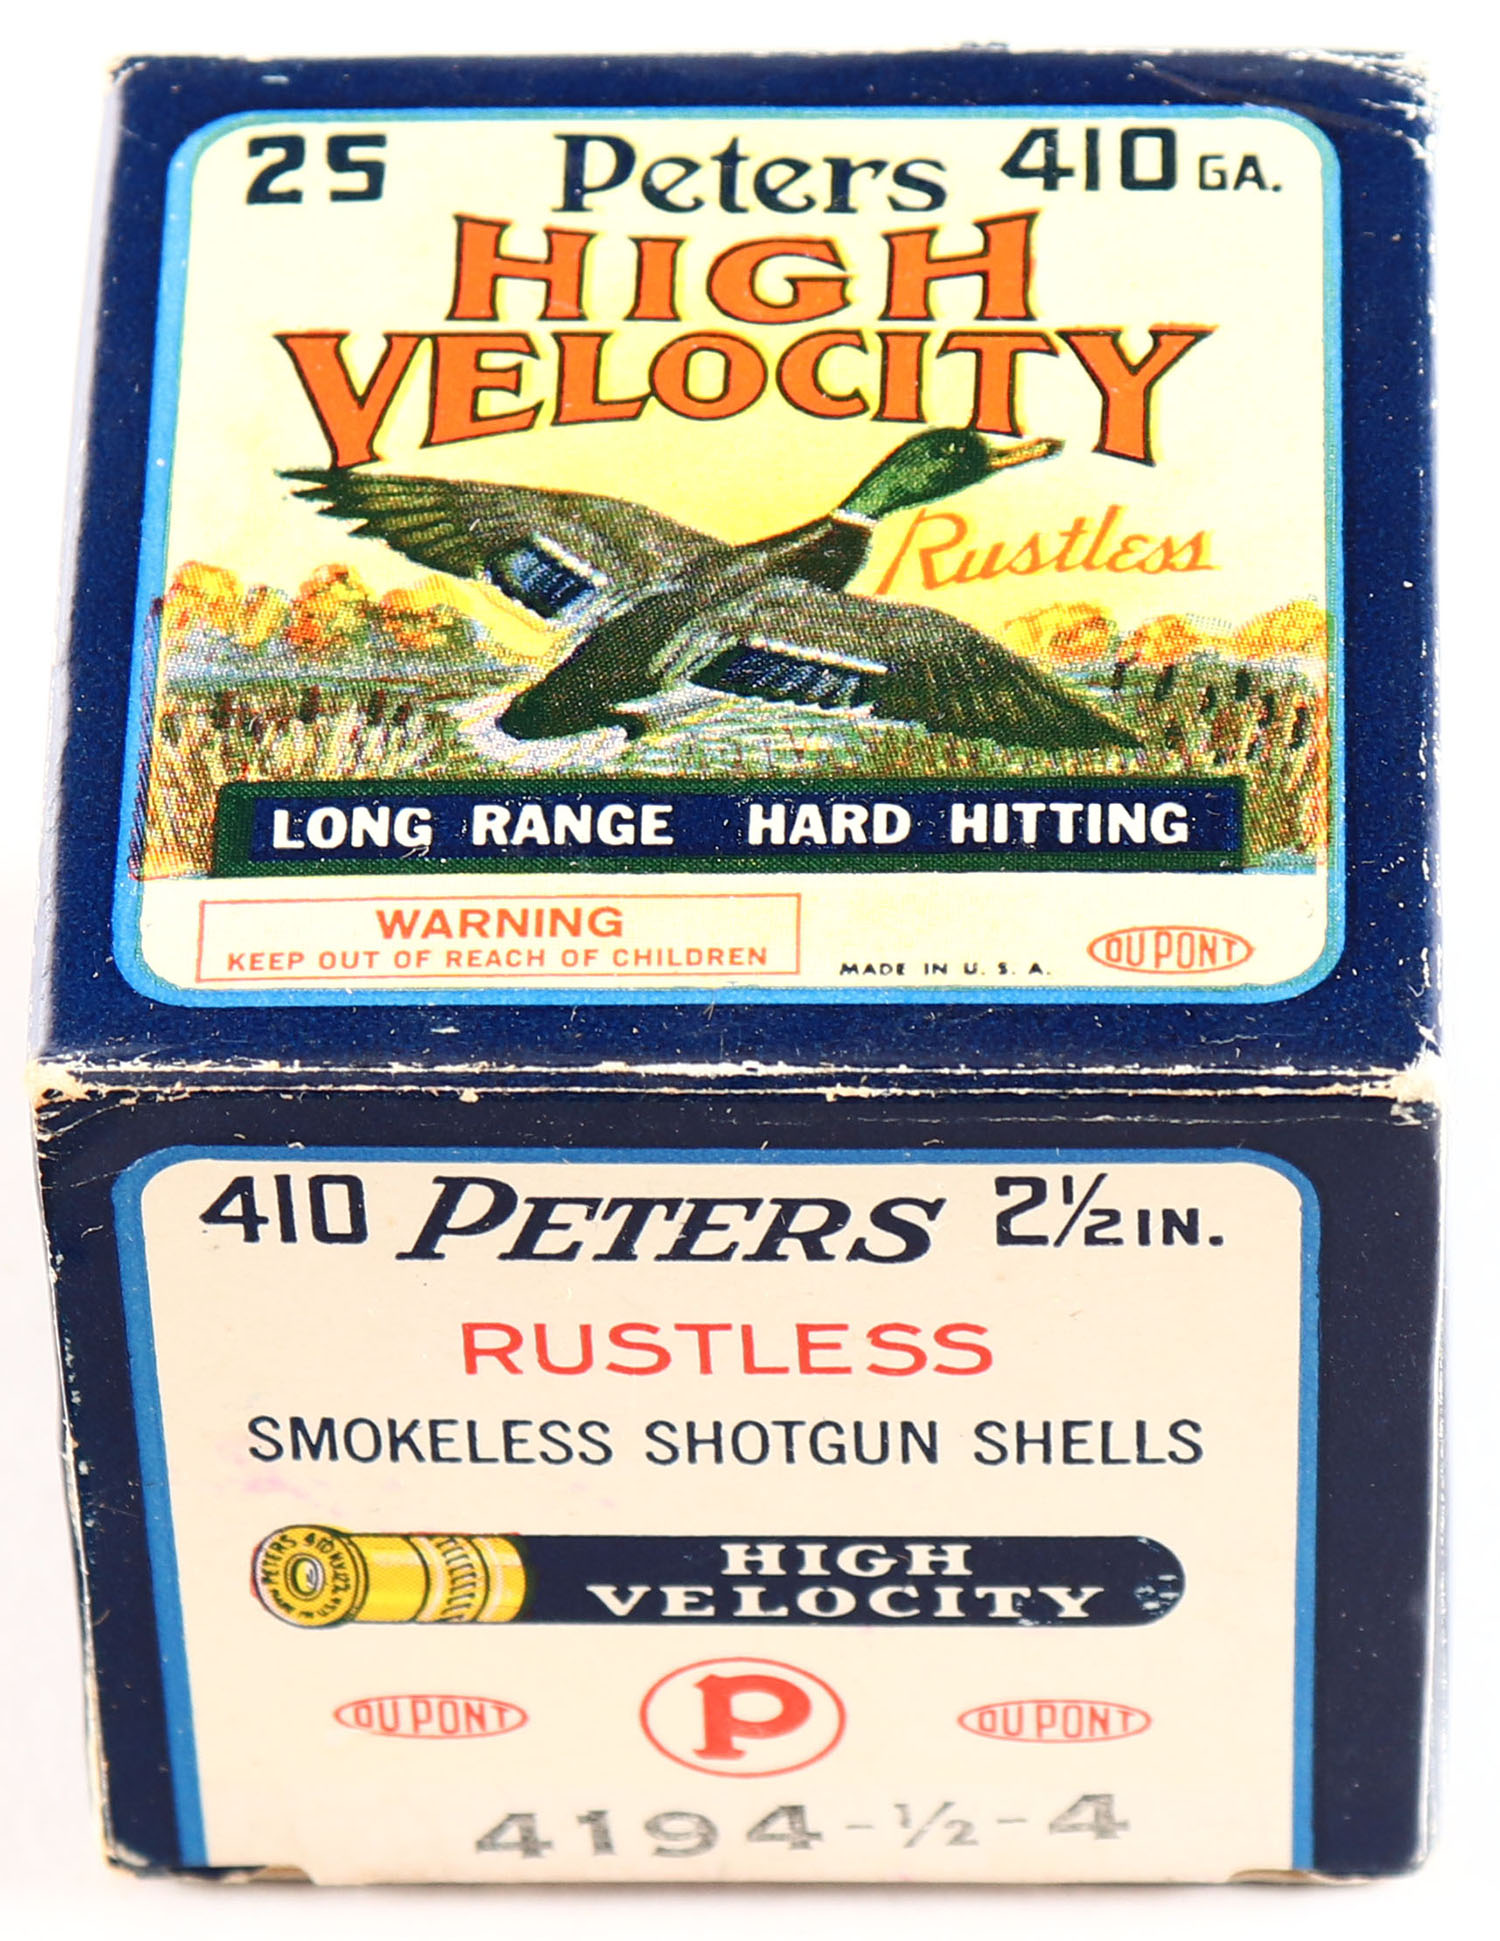 25 Peters 410 GA.
HIGH
VELOCITY
Rustless
LONG RANGE HARD HITTING
WARNING
KEEP OUT OF REACH OF CHILDREN
MADE IN U. S. A.
DU PONT
410 PETERS 2½ IN.
RUSTLESS
SMOKELESS SHOTGUN SHELLS
PETERS 410
HIGH
VELOCITY
DU PONT P DU PONT
4194-½-4